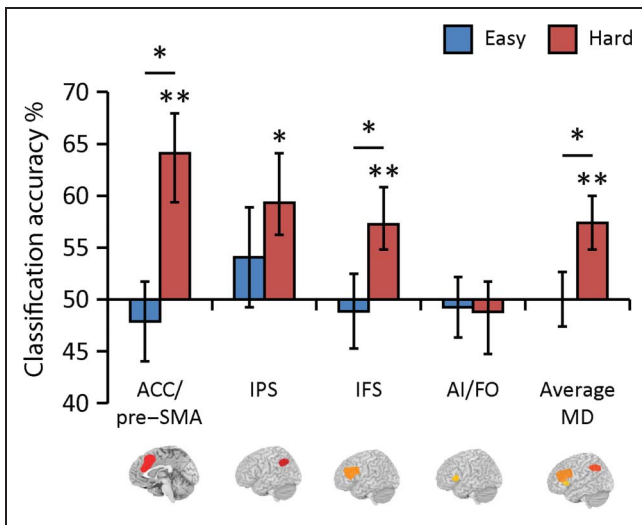 Easy Hard
Classification accuracy %
70
65
60
55
50
45
40
*
**
*
*
**
*
**
ACC/
pre–SMA
IPS
IFS
AI/FO
Average
MD